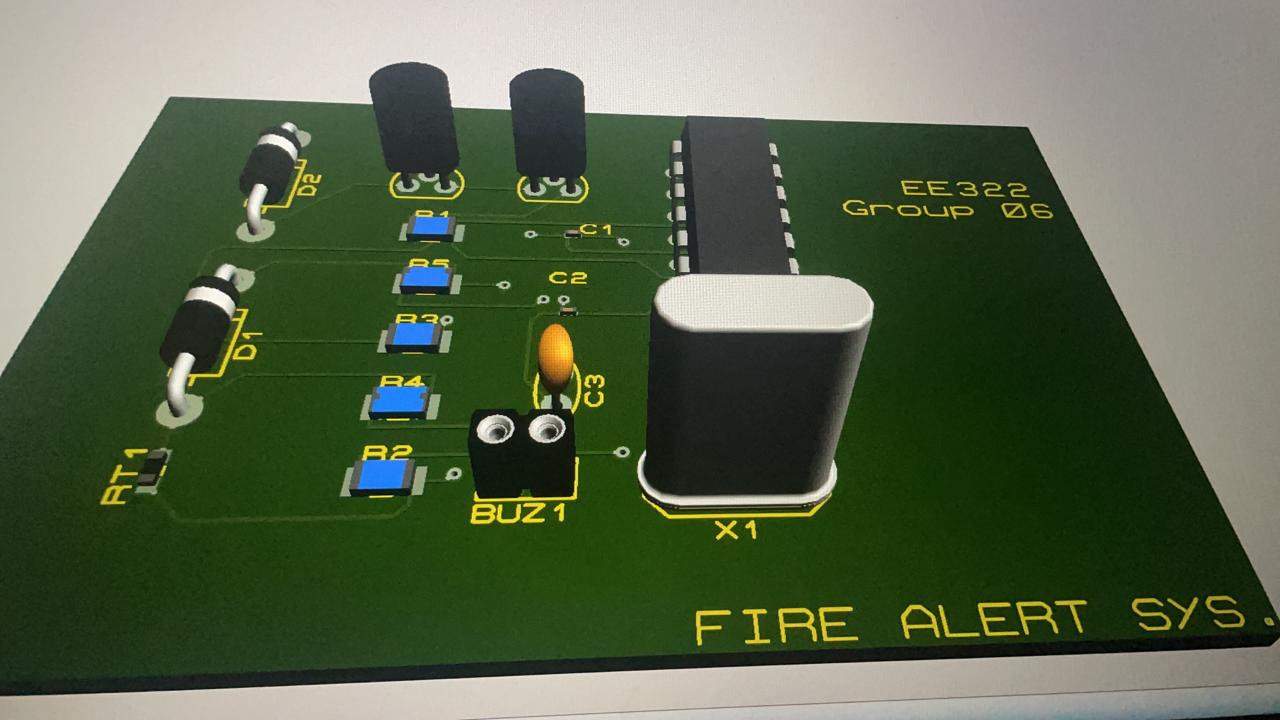 D2
R1
EE322
Group 06
C1
R5
C2
R3
D1
R4
C3
RT1
R2
BUZ1
X1
FIRE ALERT SYS.